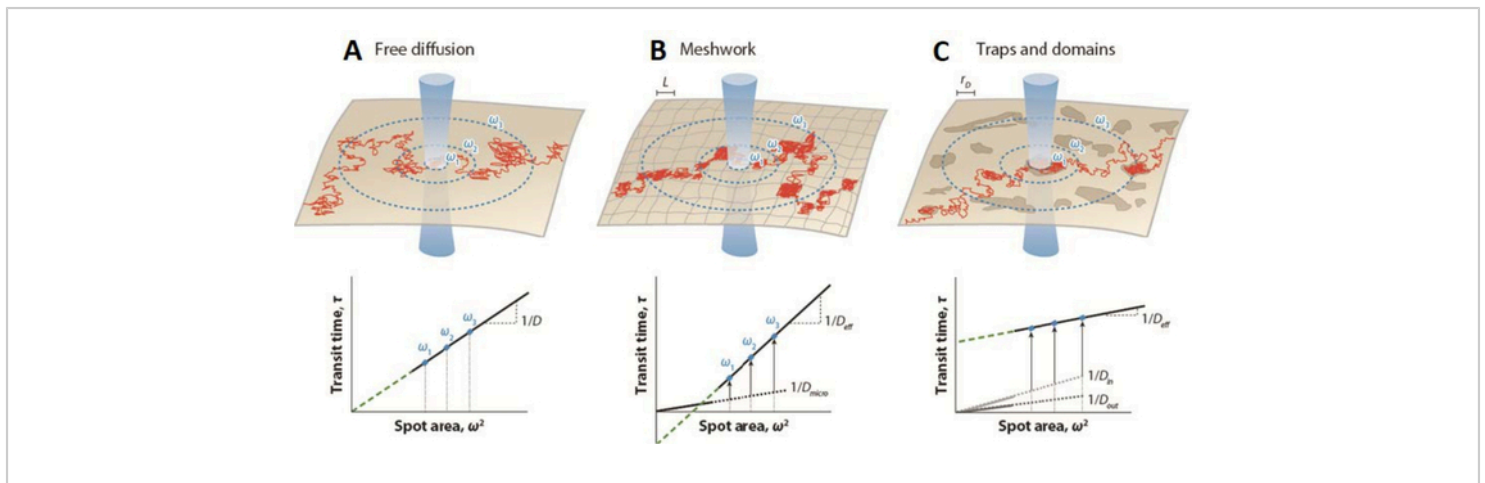 A Free diffusion
ω₃
ω₂
ω₁
Transit time, τ
ω₁
ω₂
ω₃
1/D
Spot area, ω²
B Meshwork
L
ω₃
ω₂
ω₁
Transit time, τ
ω₁
ω₂
ω₃
1/D_eff
1/D_micro
Spot area, ω²
C Traps and domains
r_D
ω₃
ω₂
ω₁
Transit time, τ
1/D_eff
1/D_in
1/D_out
Spot area, ω²